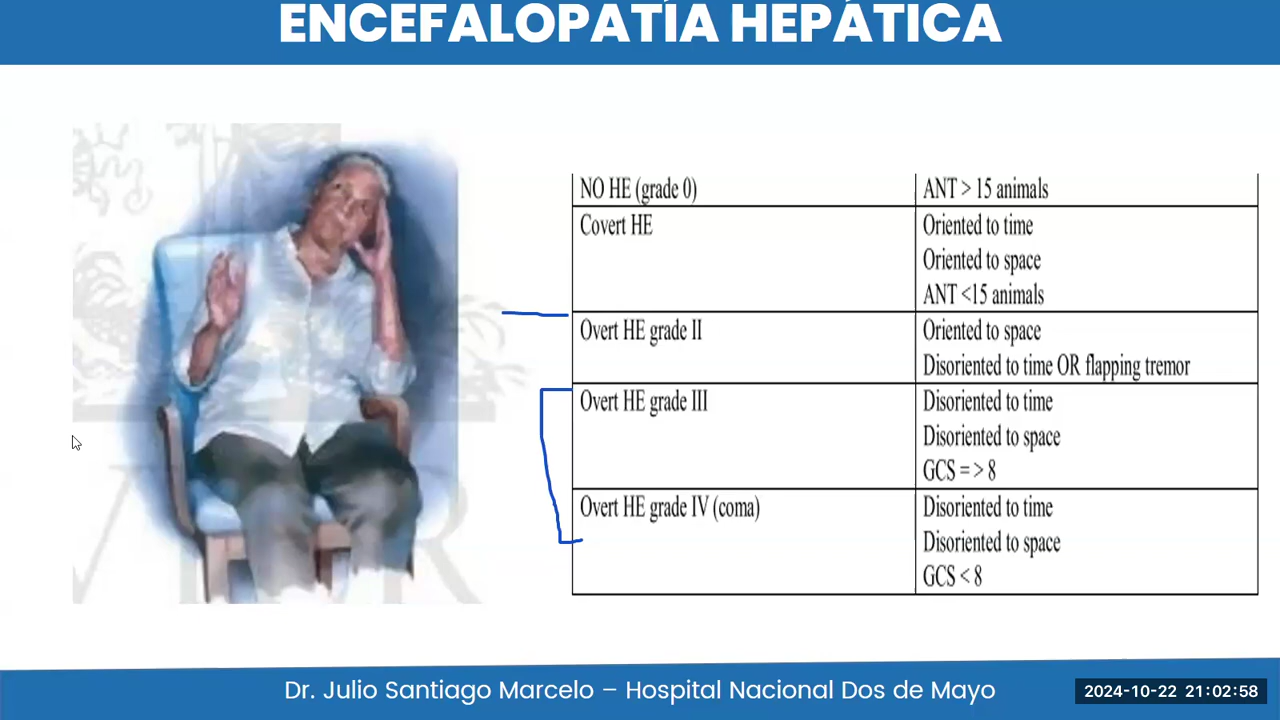 ENCEFALOPATÍA HEPÁTICA
NO HE (grade 0)
ANT > 15 animals
Covert HE
Oriented to time
Oriented to space
ANT <15 animals
Overt HE grade II
Oriented to space
Disoriented to time OR flapping tremor
Overt HE grade III
Disoriented to time
Disoriented to space
GCS = > 8
Overt HE grade IV (coma)
Disoriented to time
Disoriented to space
GCS < 8
Dr. Julio Santiago Marcelo – Hospital Nacional Dos de Mayo
2024-10-22 21:02:58